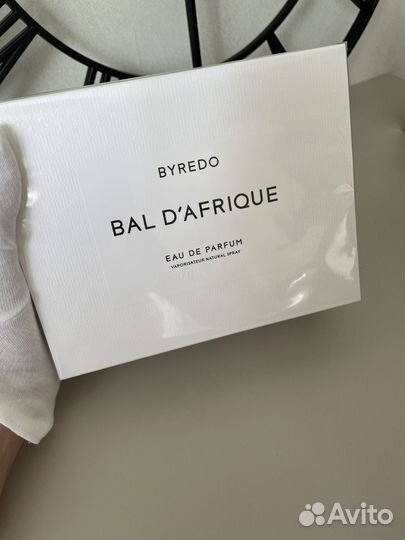 BYREDO
BAL D'AFRIQUE
EAU DE PARFUM
VAPORISATEUR NATURAL SPRAY
Avito